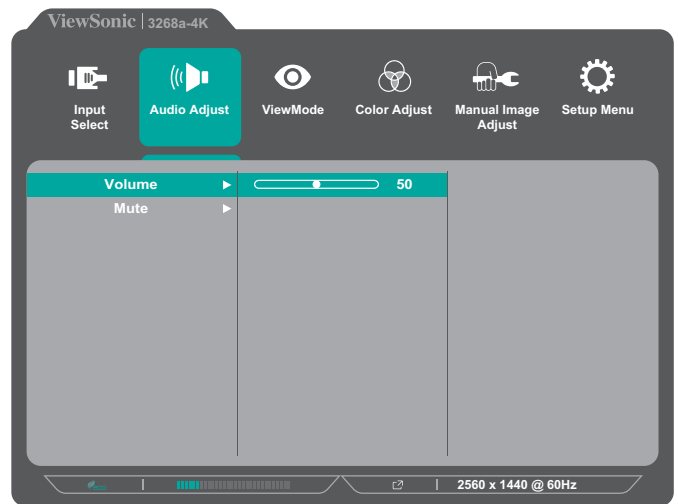 ViewSonic 3268a-4K
Input
Select
Audio Adjust
ViewMode
Color Adjust
Manual Image
Adjust
Setup Menu
Volume
50
Mute
2560 x 1440 @ 60Hz